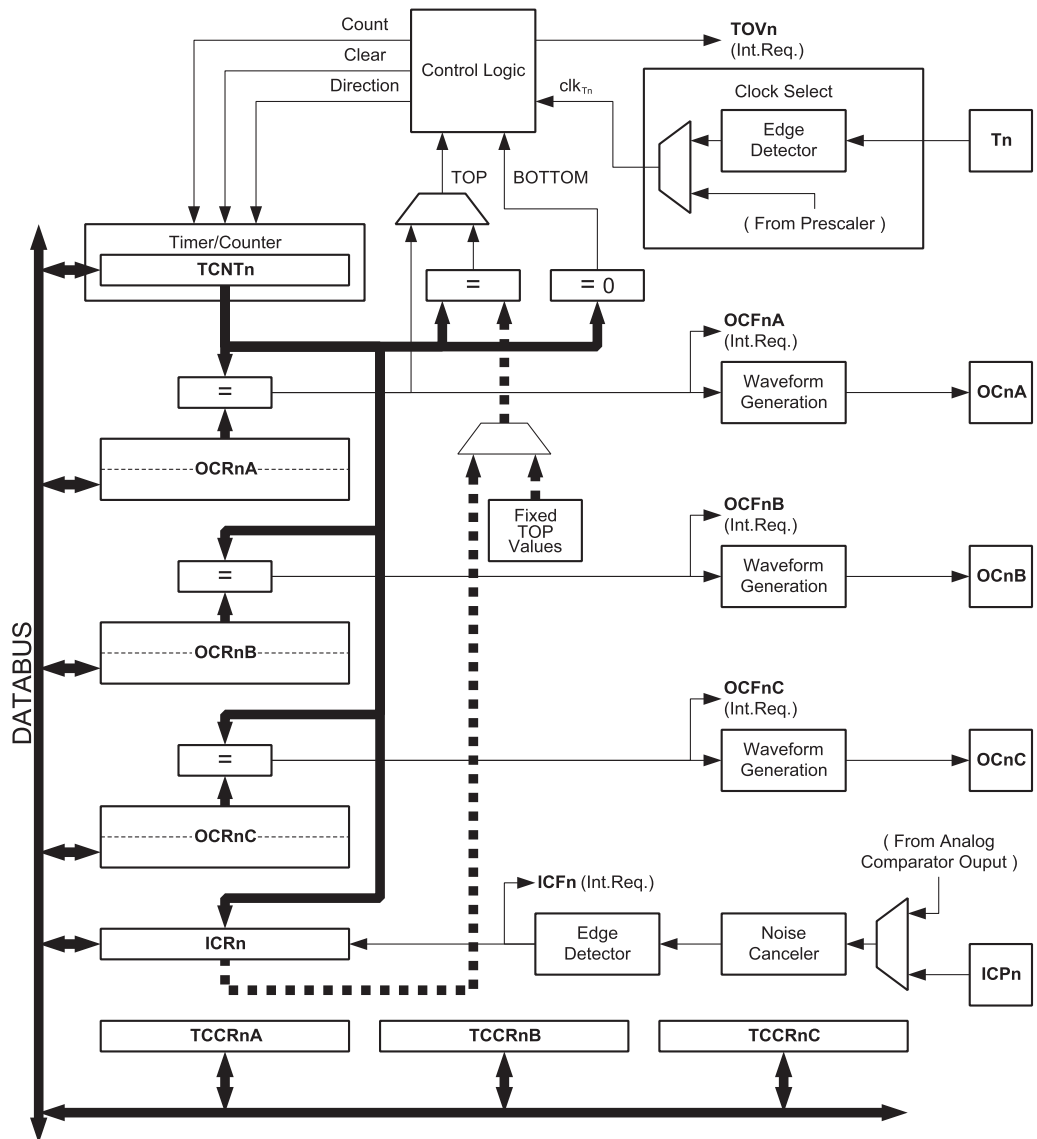 Count
Clear
Direction
Control Logic
TOVn
(Int.Req.)
clkTn
Clock Select
Edge
Detector
Tn
( From Prescaler )
TOP
BOTTOM
Timer/Counter
TCNTn
=
= 0
OCFnA
(Int.Req.)
=
Waveform
Generation
OCnA
OCRnA
Fixed
TOP
Values
OCFnB
(Int.Req.)
=
Waveform
Generation
OCnB
OCRnB
DATABUS
OCFnC
(Int.Req.)
=
Waveform
Generation
OCnC
OCRnC
( From Analog
Comparator Ouput )
ICFn (Int.Req.)
ICRn
Edge
Detector
Noise
Canceler
ICPn
TCCRnA
TCCRnB
TCCRnC